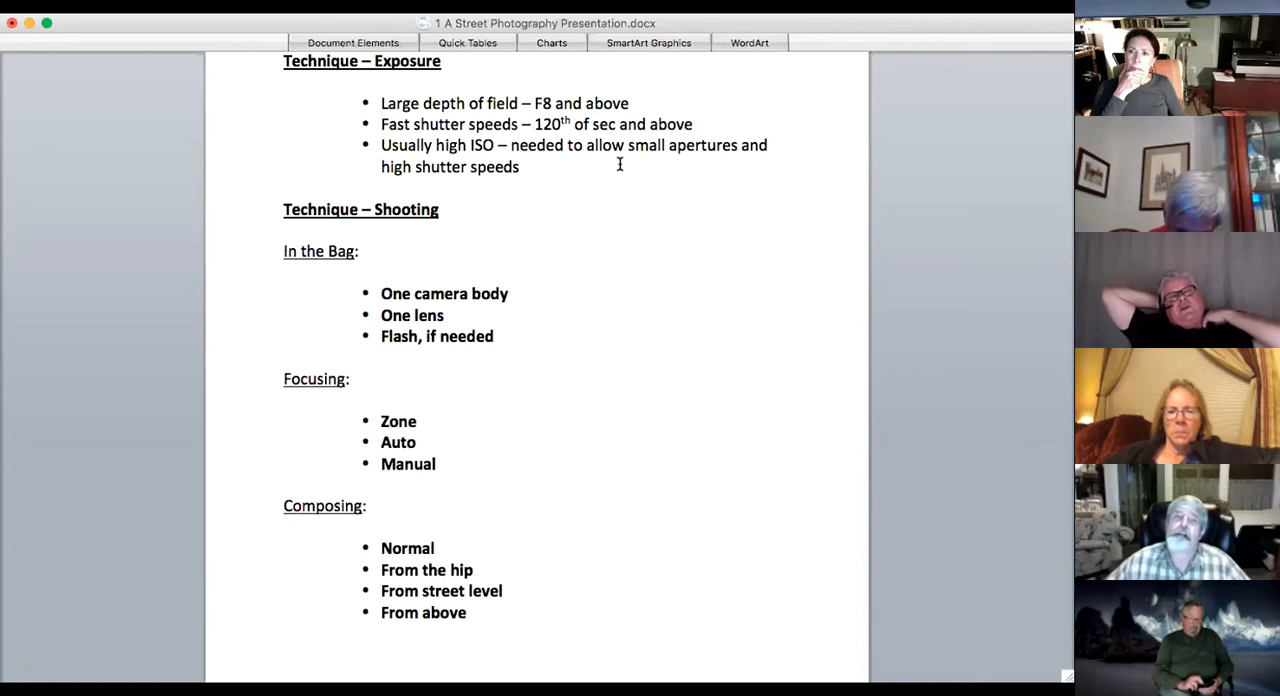 1 A Street Photography Presentation.docx
Document Elements Quick Tables Charts SmartArt Graphics WordArt
Technique – Exposure
• Large depth of field – F8 and above
• Fast shutter speeds – 120th of sec and above
• Usually high ISO – needed to allow small apertures and
high shutter speeds
Technique – Shooting
In the Bag:
• One camera body
• One lens
• Flash, if needed
Focusing:
• Zone
• Auto
• Manual
Composing:
• Normal
• From the hip
• From street level
• From above